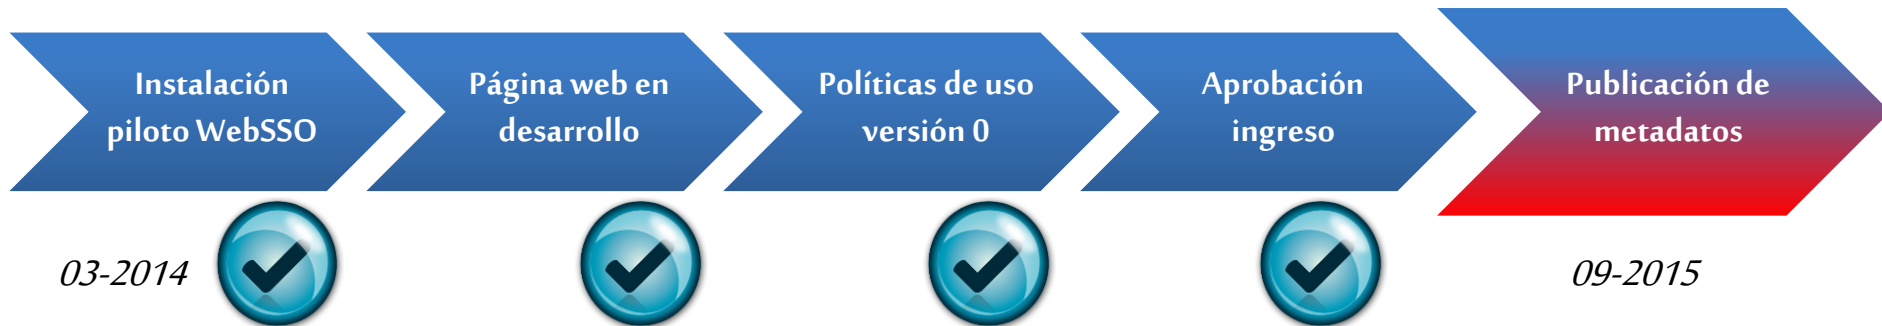 Instalación
piloto WebSSO
Página web en
desarrollo
Políticas de uso
versión 0
Aprobación
ingreso
Publicación de
metadatos
03-2014
09-2015